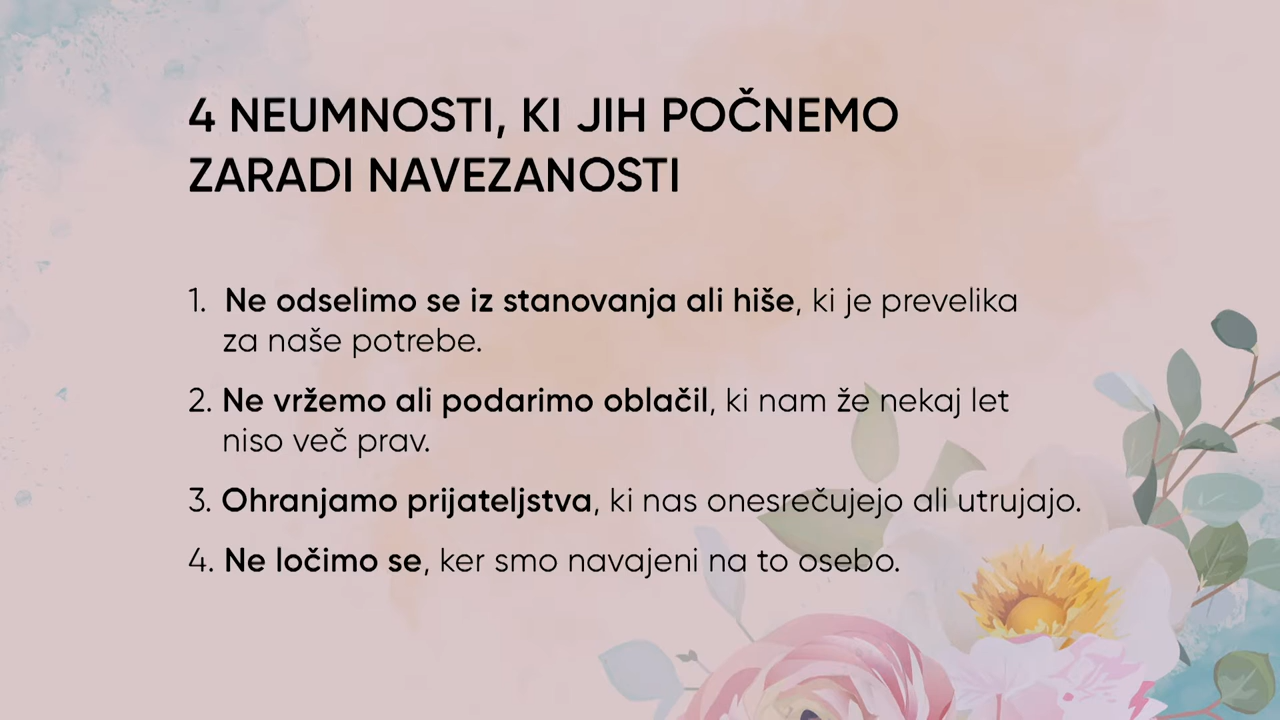 4 NEUMNOSTI, KI JIH POČNEMO
ZARADI NAVEZANOSTI
1. Ne odselimo se iz stanovanja ali hiše, ki je prevelika
za naše potrebe.
2. Ne vržemo ali podarimo oblačil, ki nam že nekaj let
niso več prav.
3. Ohranjamo prijateljstva, ki nas onesrečujejo ali utrujajo.
4. Ne ločimo se, ker smo navajeni na to osebo.